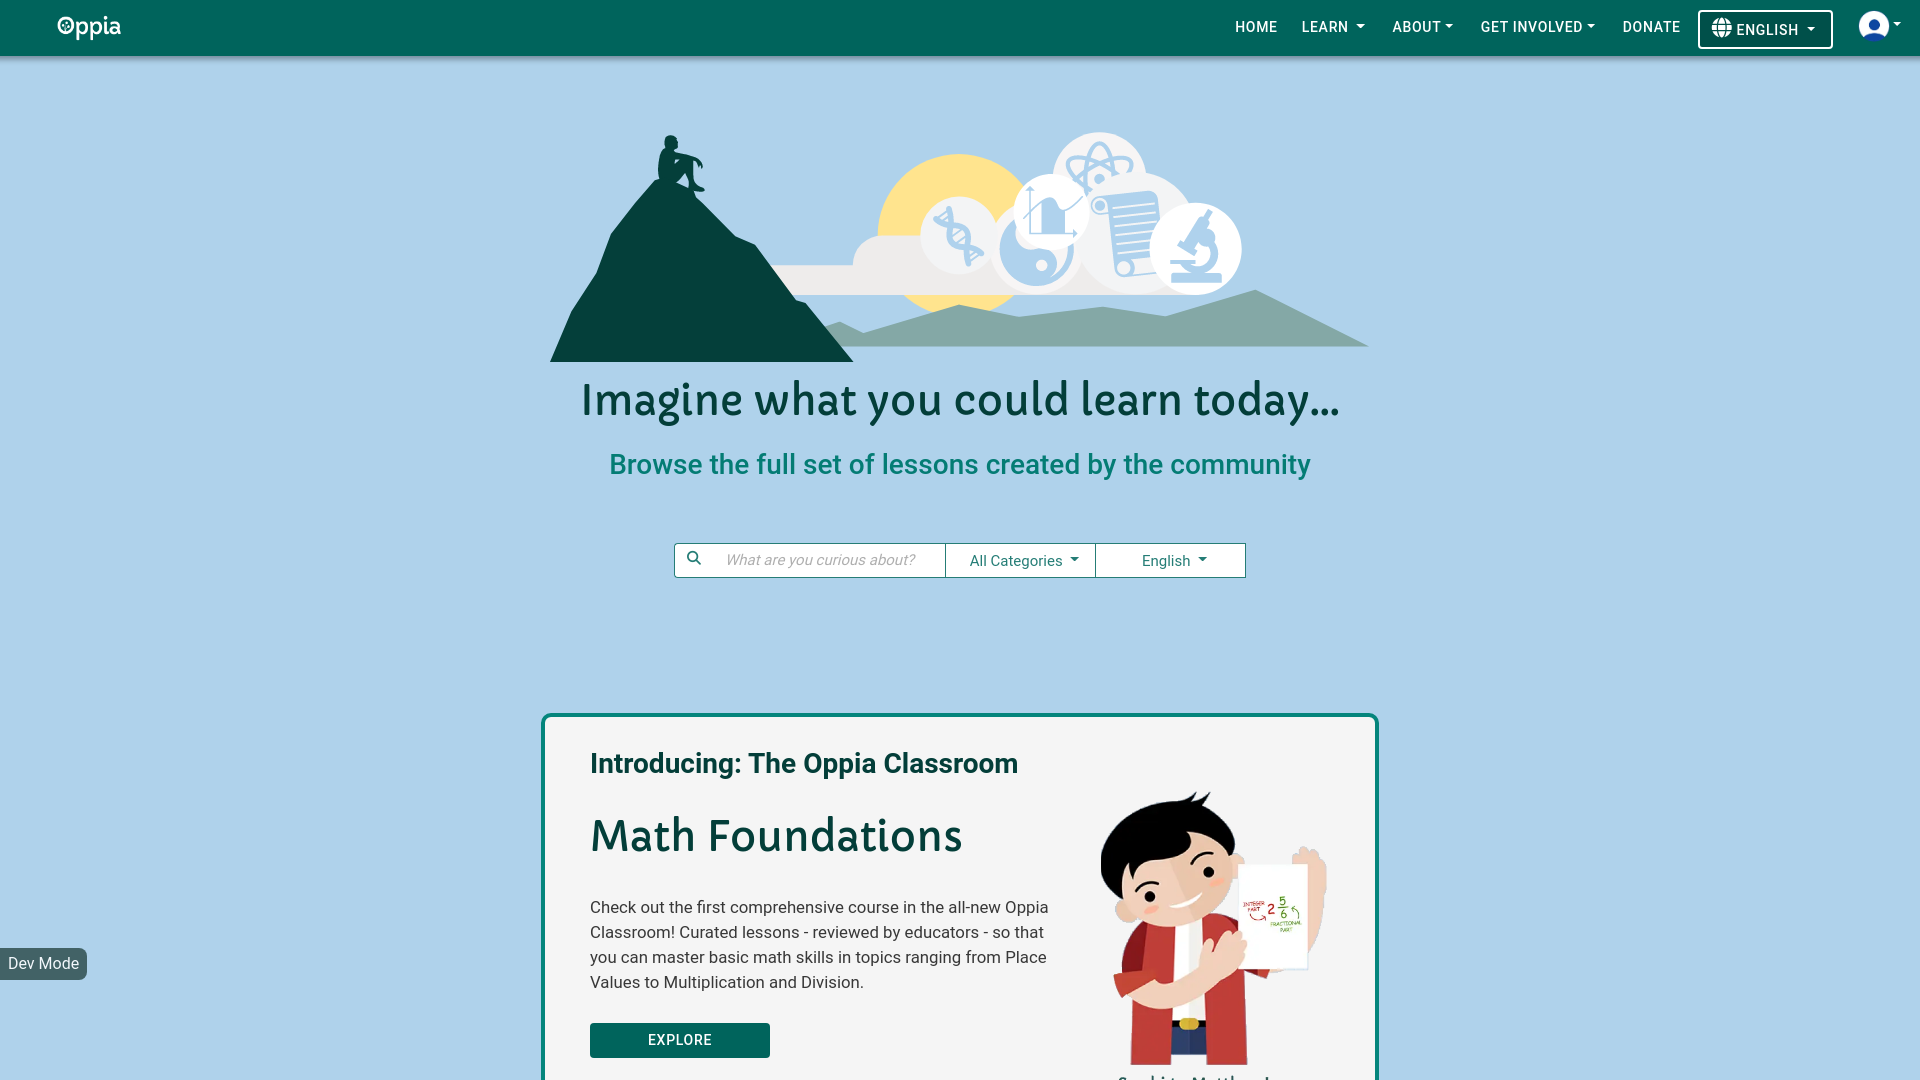 Oppia
HOME LEARN ABOUT GET INVOLVED DONATE ENGLISH
Imagine what you could learn today...
Browse the full set of lessons created by the community
What are you curious about? All Categories English
Introducing: The Oppia Classroom
Math Foundations
Check out the first comprehensive course in the all-new Oppia
Classroom! Curated lessons - reviewed by educators - so that
you can master basic math skills in topics ranging from Place
Values to Multiplication and Division.
EXPLORE
INTEGER
PART
2 5/6
FRACTIONAL
PART
Dev Mode